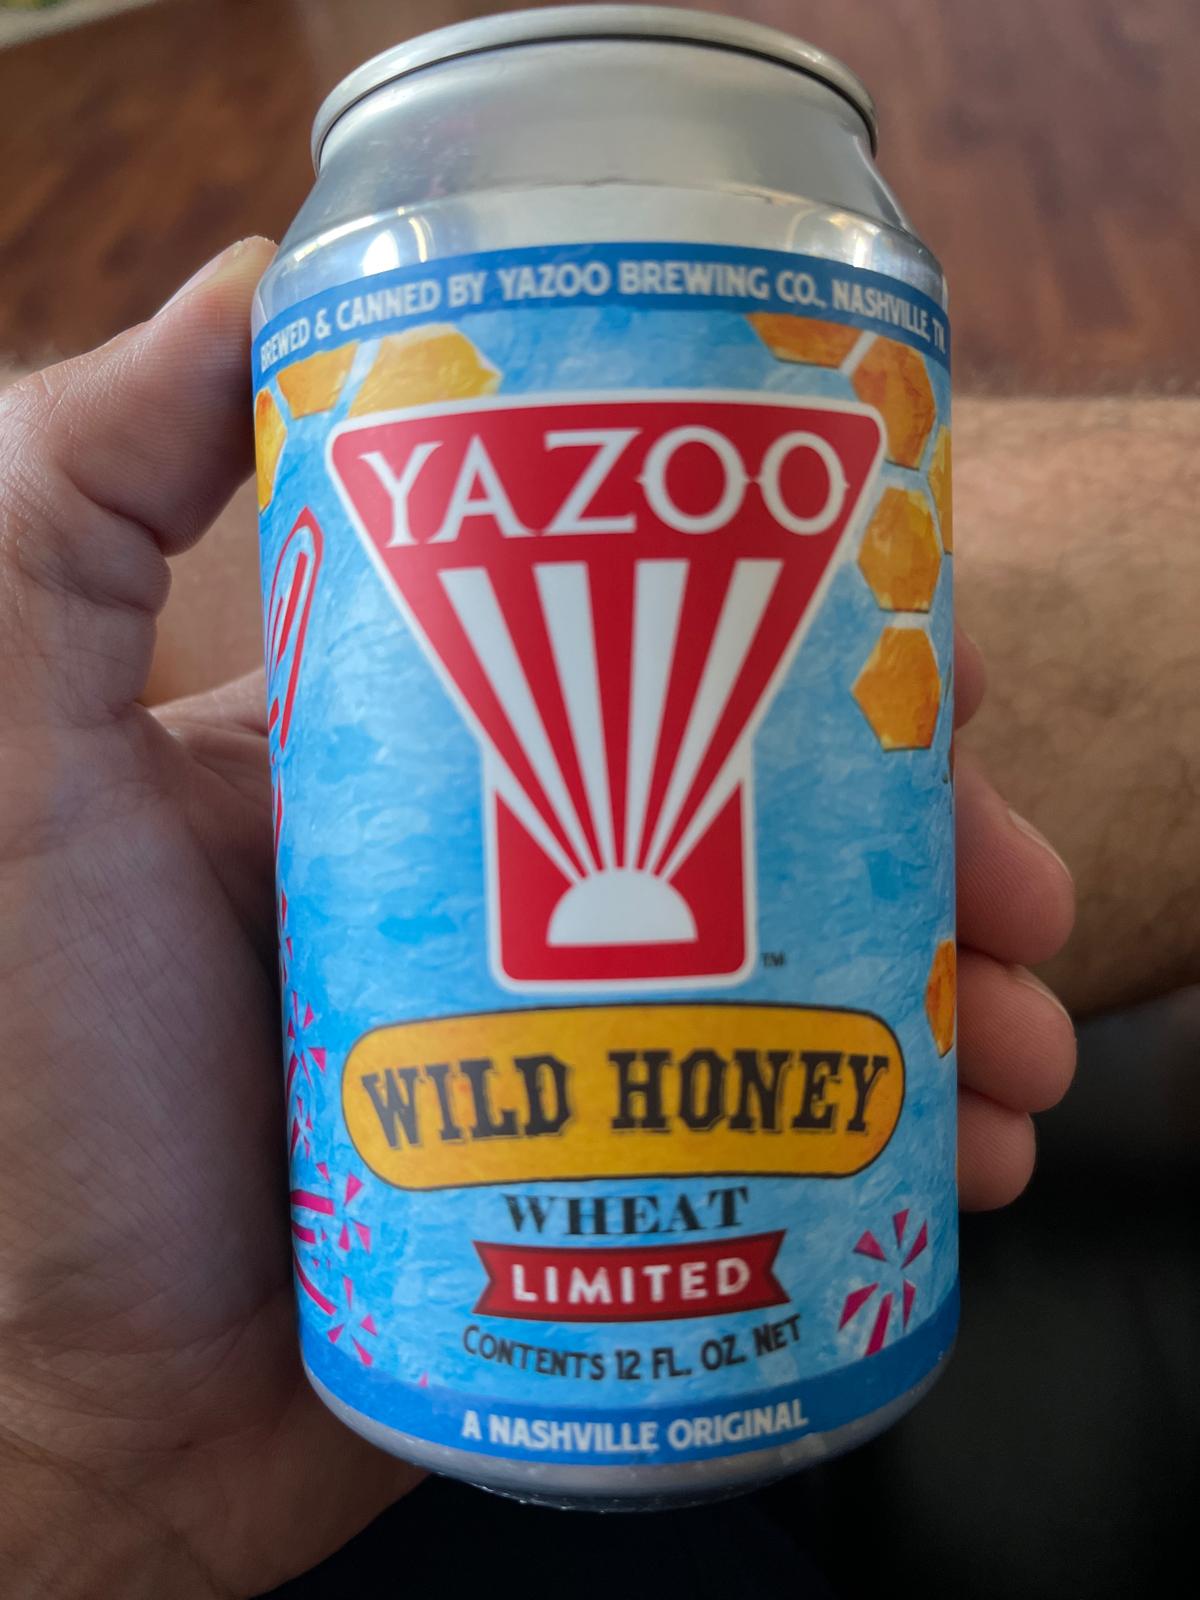 BREWED & CANNED BY YAZOO BREWING CO., NASHVILLE, TN.
YAZOO
TM
WILD HONEY
WHEAT
LIMITED
CONTENTS 12 FL. OZ. NET
A NASHVILLE ORIGINAL